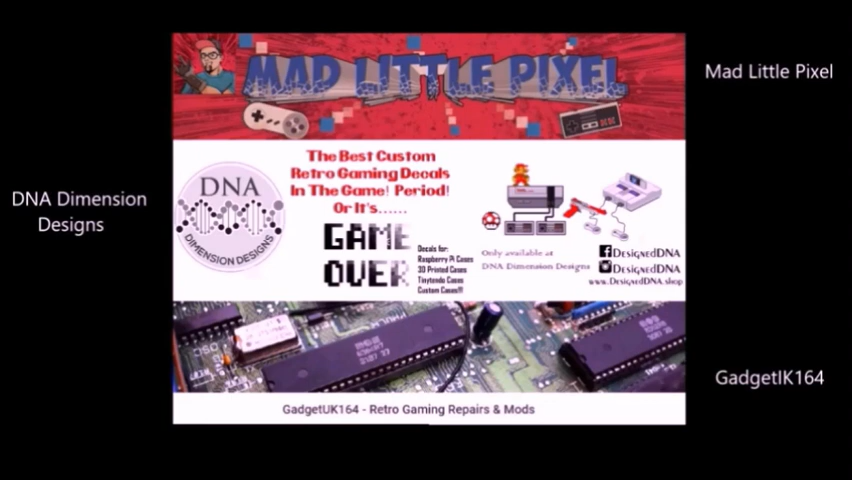 MAD LITTLE PIXEL
Mad Little Pixel
DNA Dimension
Designs
DNA
DIMENSION DESIGNS
The Best Custom
Retro Gaming Decals
In The Game! Period!
Or It's......
GAME
OVER
Decals for:
Raspberry Pi Cases
3D Printed Cases
Tinytendo Cases
Custom Cases!!!
Only available at
DNA Dimension Designs
DesignedDNA
DesignedDNA
www.DesignedDNA.shop
GadgetIK164
GadgetUK164 - Retro Gaming Repairs & Mods